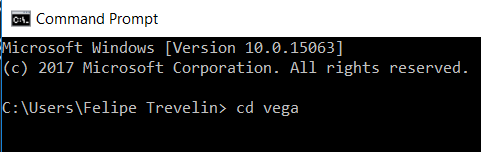 Command Prompt
Microsoft Windows [Version 10.0.15063]
(c) 2017 Microsoft Corporation. All rights reserved.
C:\Users\Felipe Trevelin> cd vega